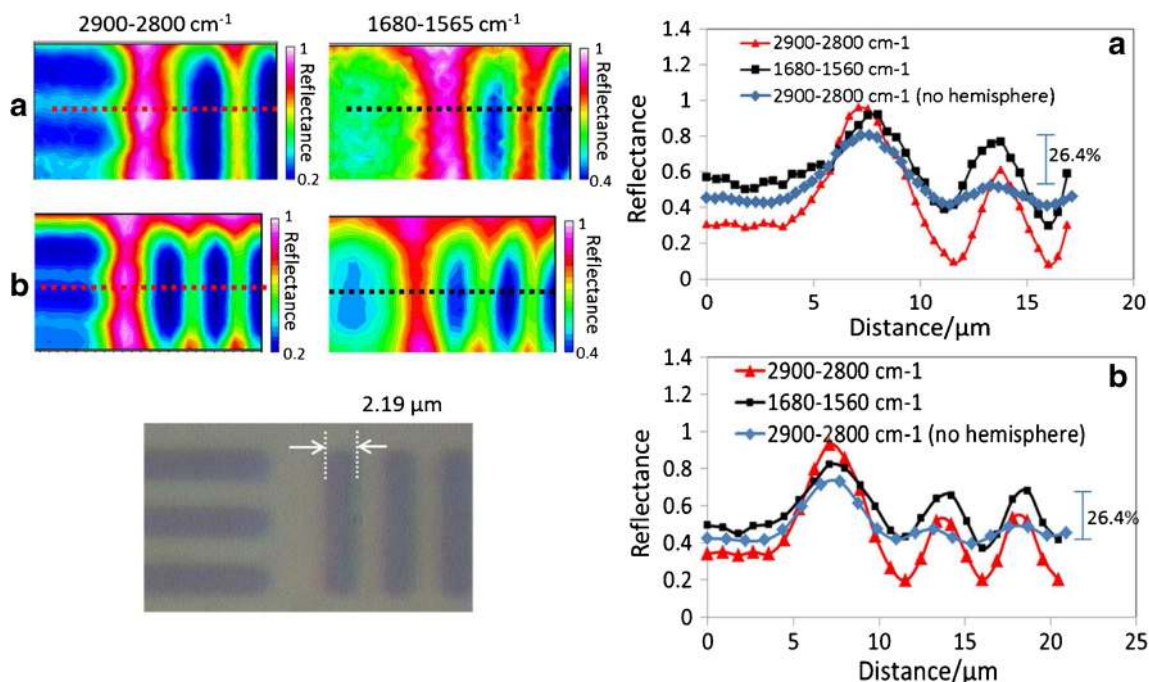 2900-2800 cm-1
1680-1565 cm-1
a
1
Reflectance
0.2
1
Reflectance
0.4
b
1
Reflectance
0.2
1
Reflectance
0.4
2.19 µm
a
1.4
1.2
1
0.8
0.6
0.4
0.2
0
Reflectance
2900-2800 cm-1
1680-1560 cm-1
2900-2800 cm-1 (no hemisphere)
26.4%
0
5
10
15
20
Distance/µm
b
1.4
1.2
1
0.8
0.6
0.4
0.2
0
Reflectance
2900-2800 cm-1
1680-1560 cm-1
2900-2800 cm-1 (no hemisphere)
26.4%
0
5
10
15
20
25
Distance/µm